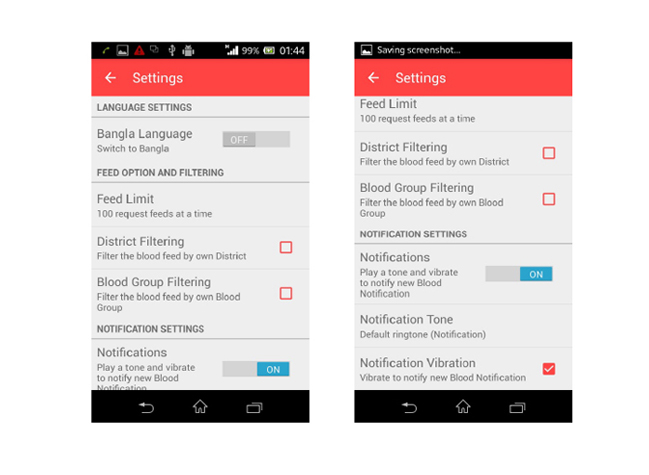 99% 01:44
Settings
LANGUAGE SETTINGS
Bangla Language
Switch to Bangla
OFF
FEED OPTION AND FILTERING
Feed Limit
100 request feeds at a time
District Filtering
Filter the blood feed by own District
Blood Group Filtering
Filter the blood feed by own Blood
Group
NOTIFICATION SETTINGS
Notifications
Play a tone and vibrate
to notify new Blood
Notification
ON
Saving screenshot...
Settings
Feed Limit
100 request feeds at a time
District Filtering
Filter the blood feed by own District
Blood Group Filtering
Filter the blood feed by own Blood
Group
NOTIFICATION SETTINGS
Notifications
Play a tone and vibrate
to notify new Blood
Notification
ON
Notification Tone
Default ringtone (Notification)
Notification Vibration
Vibrate to notify new Blood Notification